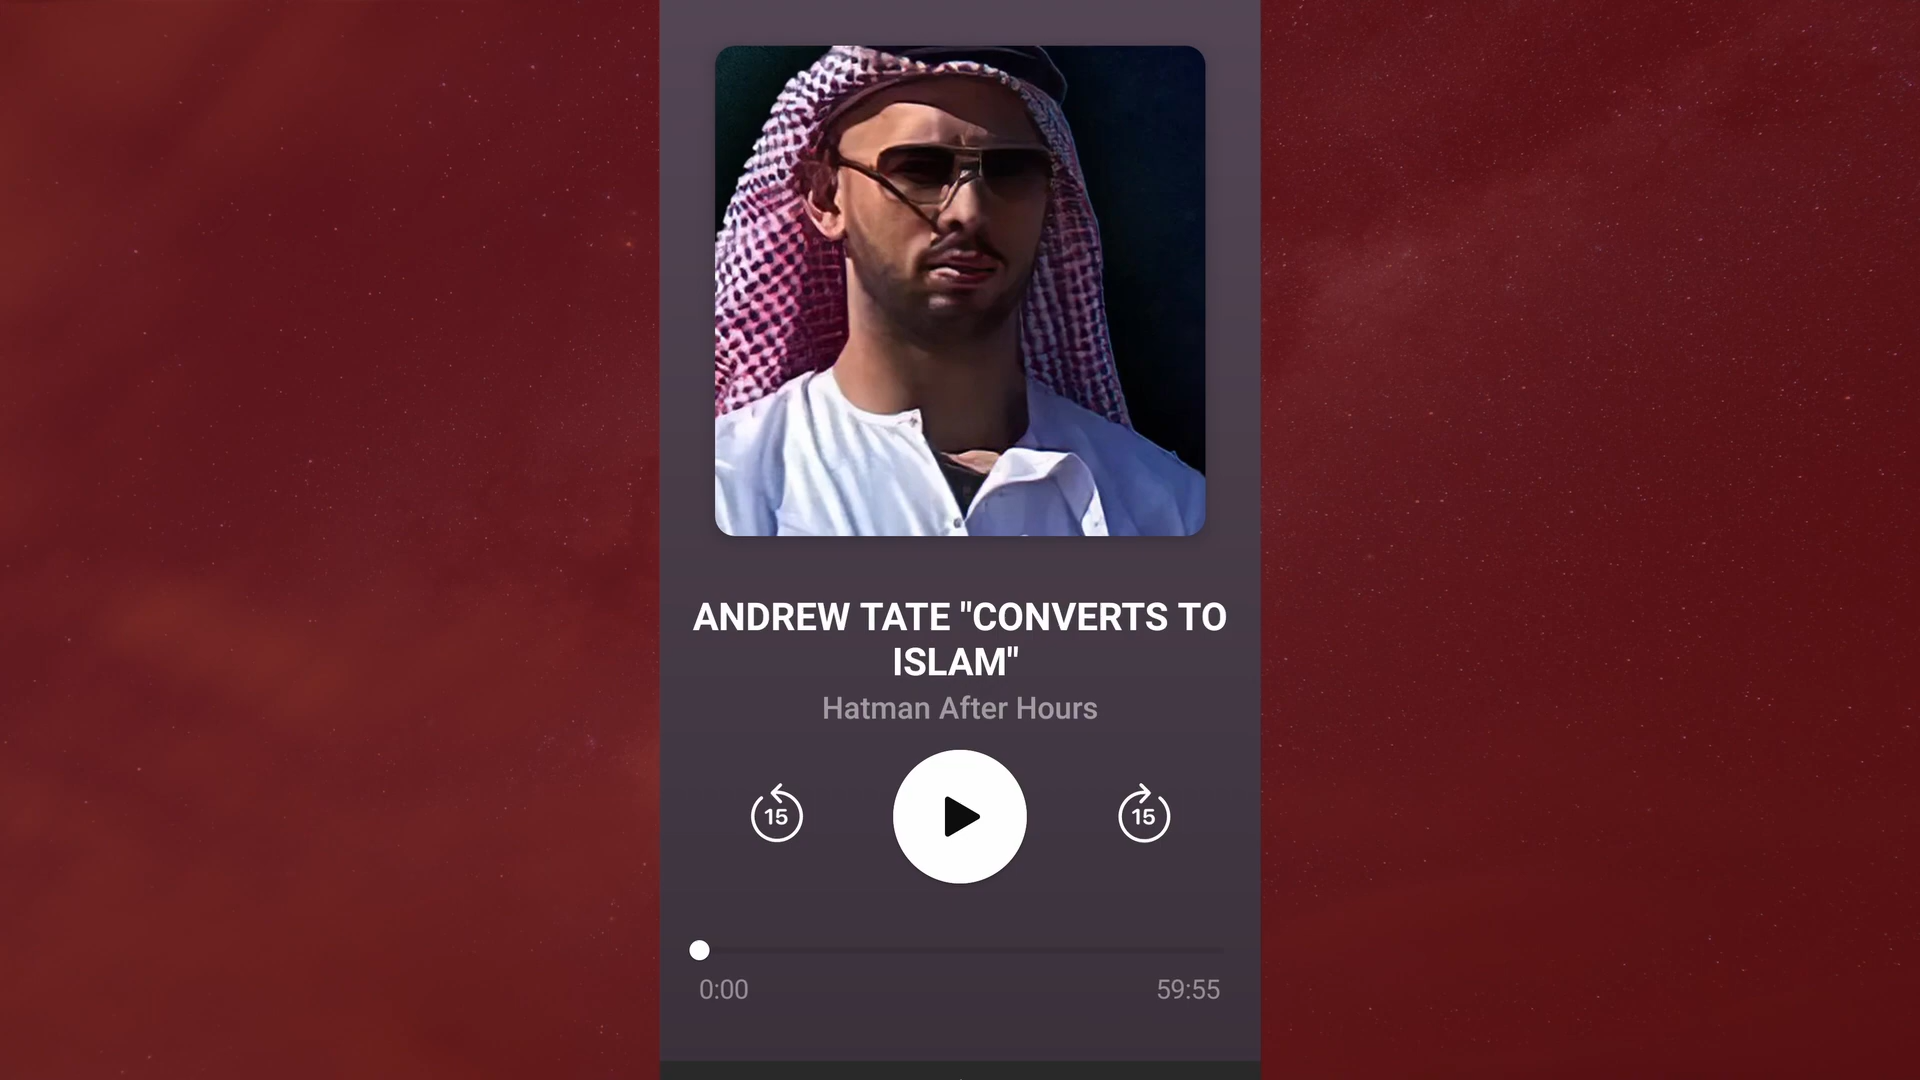 ANDREW TATE "CONVERTS TO
ISLAM"
Hatman After Hours
15
15
0:00
59:55